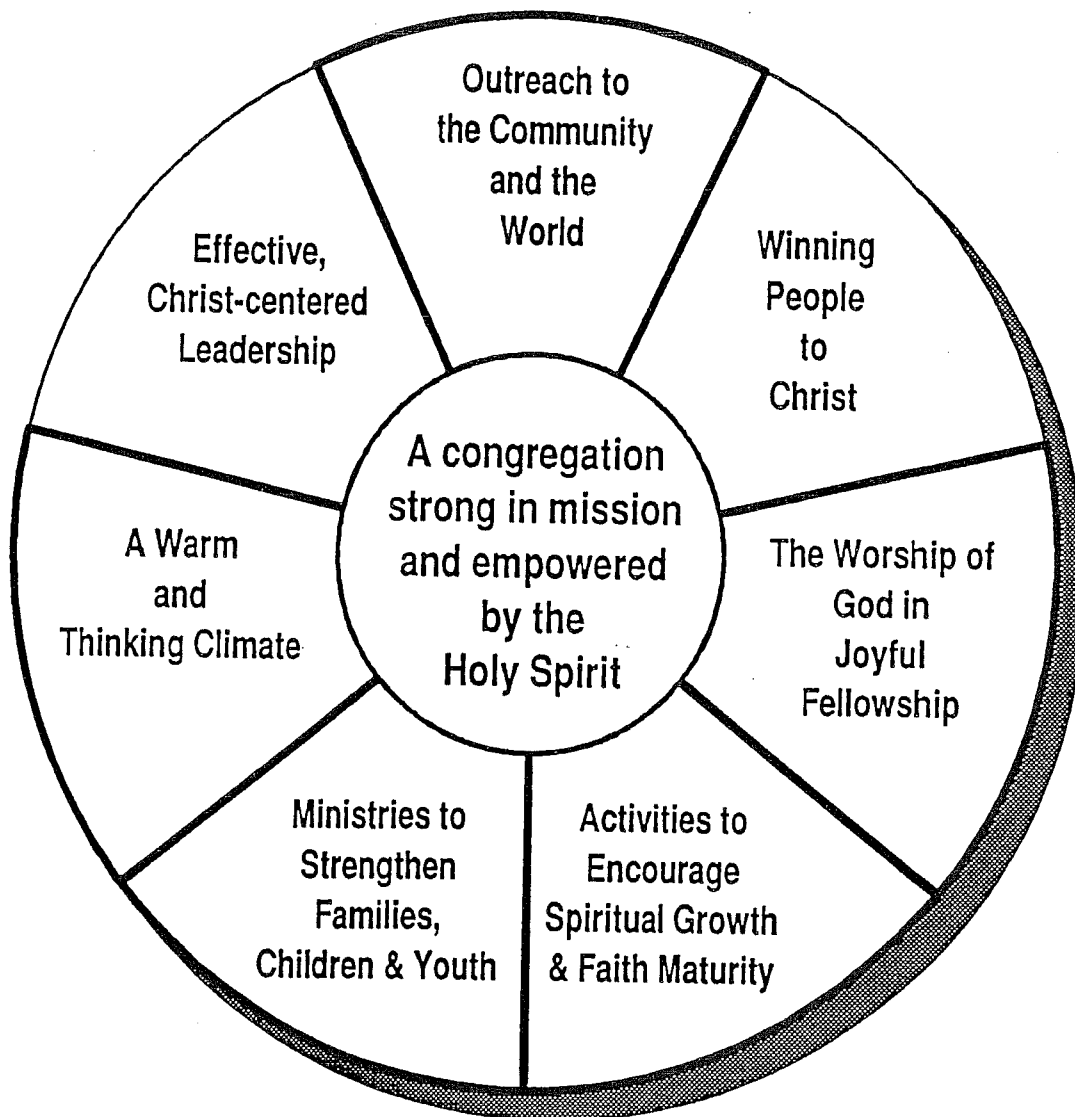 Outreach to
the Community
and the
World
Winning
People
to
Christ
The Worship of
God in
Joyful
Fellowship
Activities to
Encourage
Spiritual Growth
& Faith Maturity
Ministries to
Strengthen
Families,
Children & Youth
A Warm
and
Thinking Climate
Effective,
Christ-centered
Leadership
A congregation
strong in mission
and empowered
by the
Holy Spirit